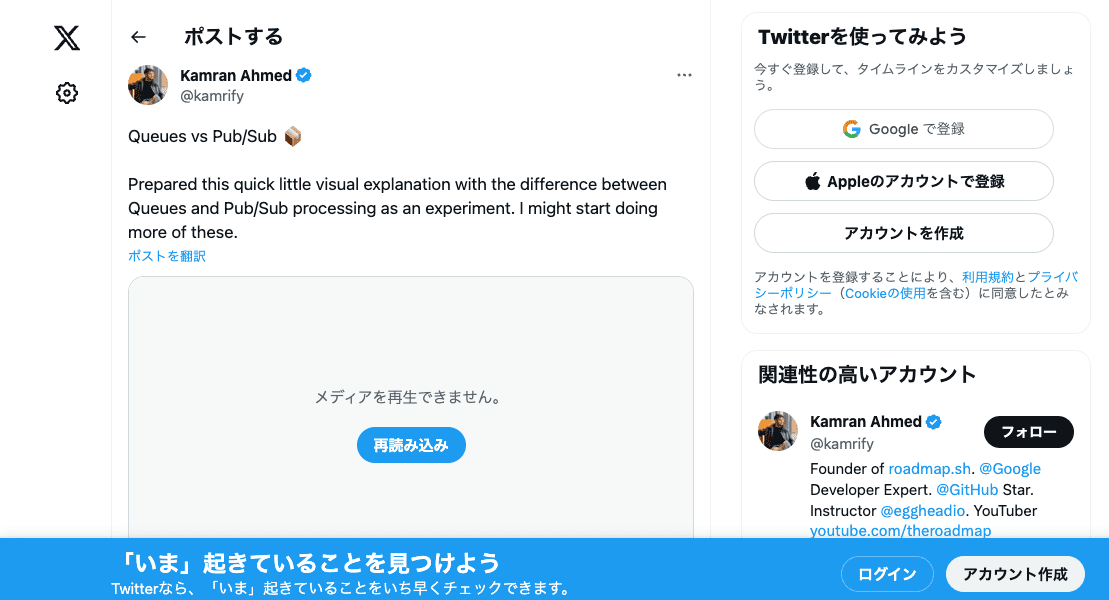 ポストする
Kamran Ahmed
@kamrify
Queues vs Pub/Sub
Prepared this quick little visual explanation with the difference between
Queues and Pub/Sub processing as an experiment. I might start doing
more of these.
ポストを翻訳
メディアを再生できません。
再読み込み
Twitterを使ってみよう
今すぐ登録して、タイムラインをカスタマイズしましょ
う。
Google で登録
Appleのアカウントで登録
アカウントを作成
アカウントを登録することにより、利用規約とプライバ
シーポリシー（Cookieの使用を含む）に同意したとみ
なされます。
関連性の高いアカウント
Kamran Ahmed
@kamrify
フォロー
Founder of roadmap.sh. @Google
Developer Expert. @GitHub Star.
Instructor @eggheadio. YouTuber
youtube.com/theroadmap
「いま」起きていることを見つけよう
Twitterなら、「いま」起きていることをいち早くチェックできます。
ログイン
アカウント作成